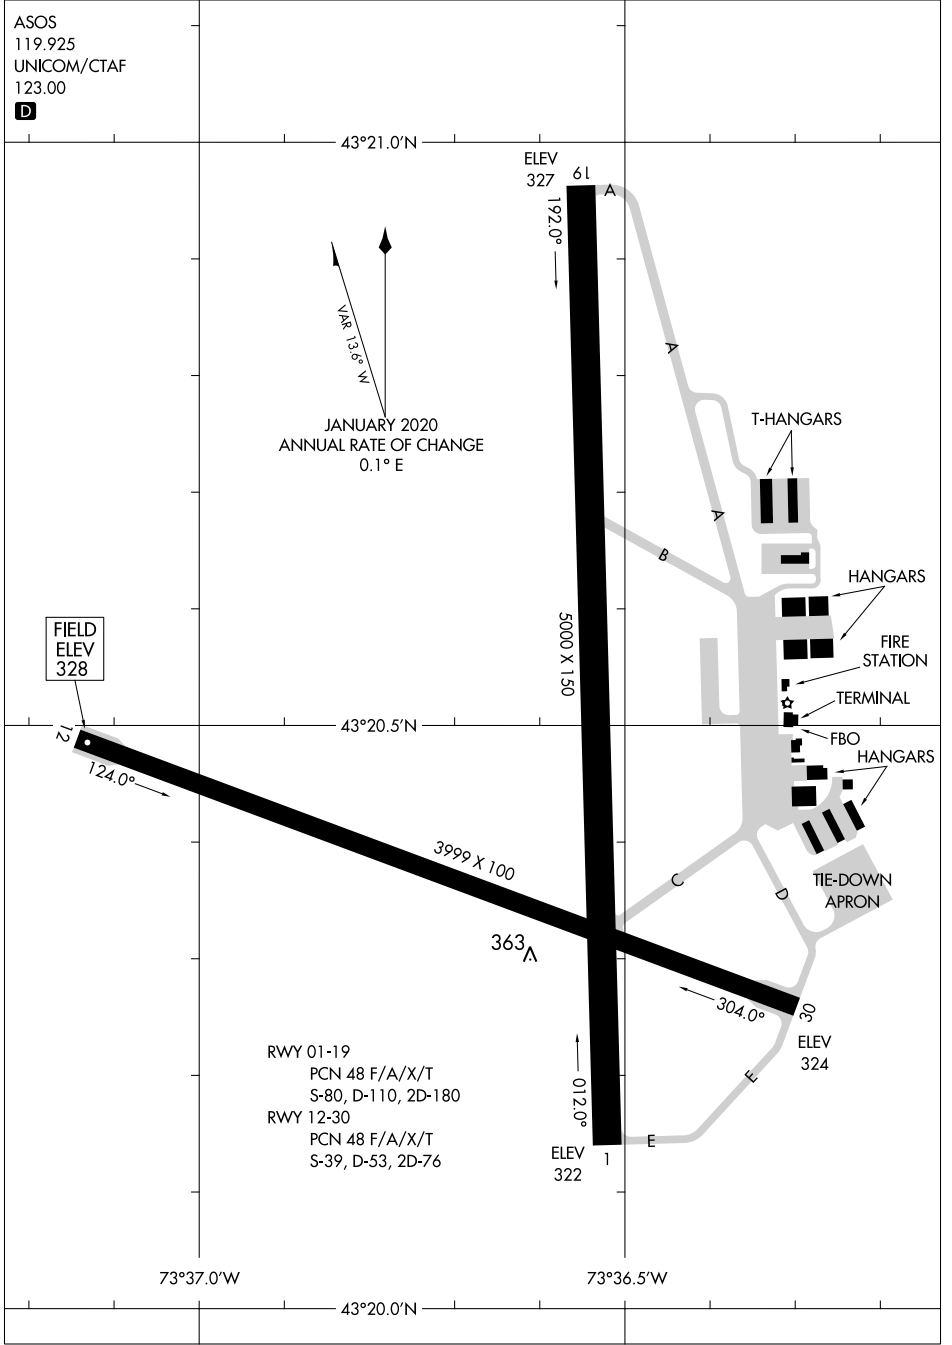 ASOS
119.925
UNICOM/CTAF
123.00
D
43°21.0'N
ELEV
327
19
A
192.0°
VAR 13.6° W
A
JANUARY 2020
ANNUAL RATE OF CHANGE
0.1° E
T-HANGARS
A
B
HANGARS
5000 X 150
FIELD
ELEV
328
FIRE
STATION
TERMINAL
43°20.5'N
12
FBO
HANGARS
124.0°
3999 X 100
C
D
TIE-DOWN
APRON
363
304.0°
30
ELEV
324
RWY 01-19
PCN 48 F/A/X/T
S-80, D-110, 2D-180
RWY 12-30
PCN 48 F/A/X/T
S-39, D-53, 2D-76
012.0°
E
E
ELEV
322
1
73°37.0'W
73°36.5'W
43°20.0'N